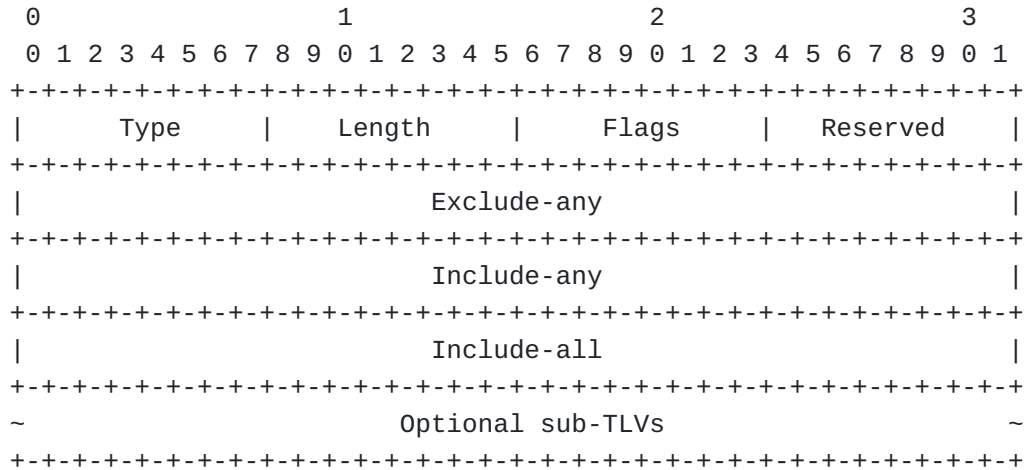 0                   1                   2                   3
 0 1 2 3 4 5 6 7 8 9 0 1 2 3 4 5 6 7 8 9 0 1 2 3 4 5 6 7 8 9 0 1
+-+-+-+-+-+-+-+-+-+-+-+-+-+-+-+-+-+-+-+-+-+-+-+-+-+-+-+-+-+-+-+-+
|      Type     |    Length     |     Flags     |   Reserved    |
+-+-+-+-+-+-+-+-+-+-+-+-+-+-+-+-+-+-+-+-+-+-+-+-+-+-+-+-+-+-+-+-+
|                          Exclude-any                          |
+-+-+-+-+-+-+-+-+-+-+-+-+-+-+-+-+-+-+-+-+-+-+-+-+-+-+-+-+-+-+-+-+
|                          Include-any                          |
+-+-+-+-+-+-+-+-+-+-+-+-+-+-+-+-+-+-+-+-+-+-+-+-+-+-+-+-+-+-+-+-+
|                          Include-all                          |
+-+-+-+-+-+-+-+-+-+-+-+-+-+-+-+-+-+-+-+-+-+-+-+-+-+-+-+-+-+-+-+-+
~                        Optional sub-TLVs                      ~
+-+-+-+-+-+-+-+-+-+-+-+-+-+-+-+-+-+-+-+-+-+-+-+-+-+-+-+-+-+-+-+-+